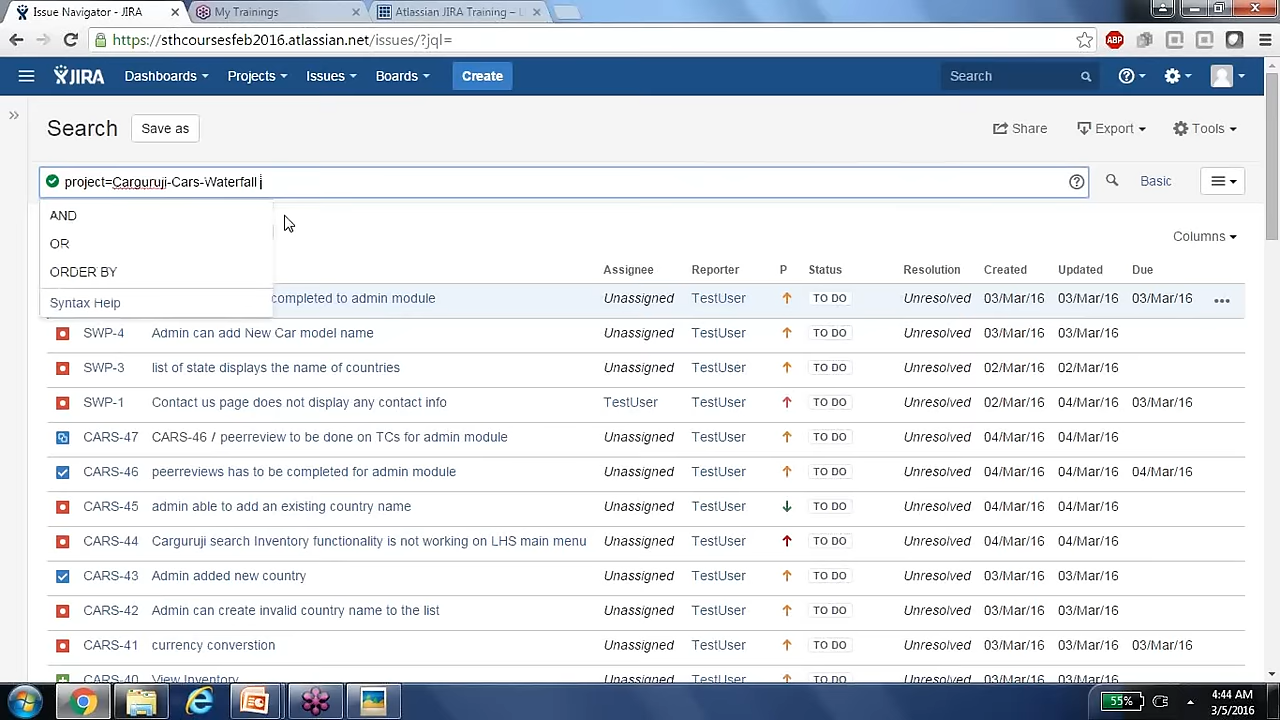 Issue Navigator - JIRA
My Trainings
Atlassian JIRA Training – L
https://sthcoursesfeb2016.atlassian.net/issues/?jql=
ABP
JIRA Dashboards Projects Issues Boards Create Search
Search Save as Share Export Tools
project=Carguruji-Cars-Waterfall Basic
AND
OR
ORDER BY
Syntax Help
Columns
Assignee Reporter P Status Resolution Created Updated Due
completed to admin module Unassigned TestUser TO DO Unresolved 03/Mar/16 03/Mar/16 03/Mar/16
SWP-4 Admin can add New Car model name Unassigned TestUser TO DO Unresolved 03/Mar/16 03/Mar/16
SWP-3 list of state displays the name of countries Unassigned TestUser TO DO Unresolved 02/Mar/16 02/Mar/16
SWP-1 Contact us page does not display any contact info TestUser TestUser TO DO Unresolved 02/Mar/16 04/Mar/16 03/Mar/16
CARS-47 CARS-46 / peerreview to be done on TCs for admin module Unassigned TestUser TO DO Unresolved 04/Mar/16 04/Mar/16
CARS-46 peerreviews has to be completed for admin module Unassigned TestUser TO DO Unresolved 04/Mar/16 04/Mar/16 04/Mar/16
CARS-45 admin able to add an existing country name Unassigned TestUser TO DO Unresolved 04/Mar/16 04/Mar/16
CARS-44 Carguruji search Inventory functionality is not working on LHS main menu Unassigned TestUser TO DO Unresolved 04/Mar/16 04/Mar/16
CARS-43 Admin added new country Unassigned TestUser TO DO Unresolved 03/Mar/16 03/Mar/16
CARS-42 Admin can create invalid country name to the list Unassigned TestUser TO DO Unresolved 03/Mar/16 03/Mar/16
CARS-41 currency converstion Unassigned TestUser TO DO Unresolved 03/Mar/16 03/Mar/16
CARS-40 View Inventory Unassigned TestUser TO DO Unresolved 03/Mar/16 03/Mar/16
55% 4:44 AM
3/5/2016